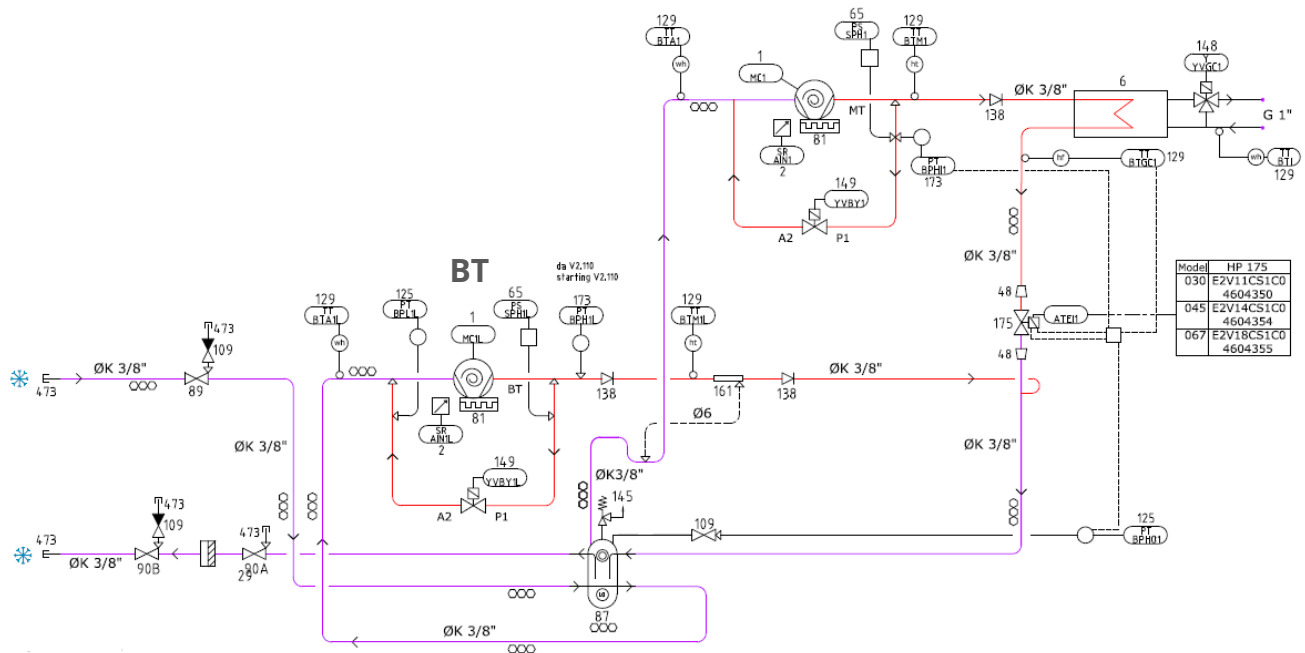 129
TT
BTA1
wh
65
PS
SPH1
129
TT
BTM1
ht
148
YVGC1
1
MC1
6
ØK 3/8"
MT
138
G 1"
81
SR
AIN1
2
PT
BPHI1
173
hf
TT
BTGC1
129
wh
TT
BTI
129
149
YVBY1
A2
P1
ØK 3/8"
BT
da V2.110
starting V2.110
Model
HP 175
030
E2V11CS1C0
4604350
045
E2V14CS1C0
4604354
067
E2V18CS1C0
4604355
48
175
ATEI1
48
129
TT
BTA1L
wh
125
PT
BPL1L
1
MC1L
65
PS
SPH1L
173
PT
BPH1L
129
TT
BTM1L
ht
473
109
ØK 3/8"
473
89
BT
138
161
138
ØK 3/8"
81
SR
AIN1L
2
Ø6
ØK 3/8"
ØK3/8"
ØK 3/8"
149
YVBY1L
A2
P1
145
473
109
473
473
ØK 3/8"
90B
29
90A
109
125
PT
BPH01
87
ØK 3/8"